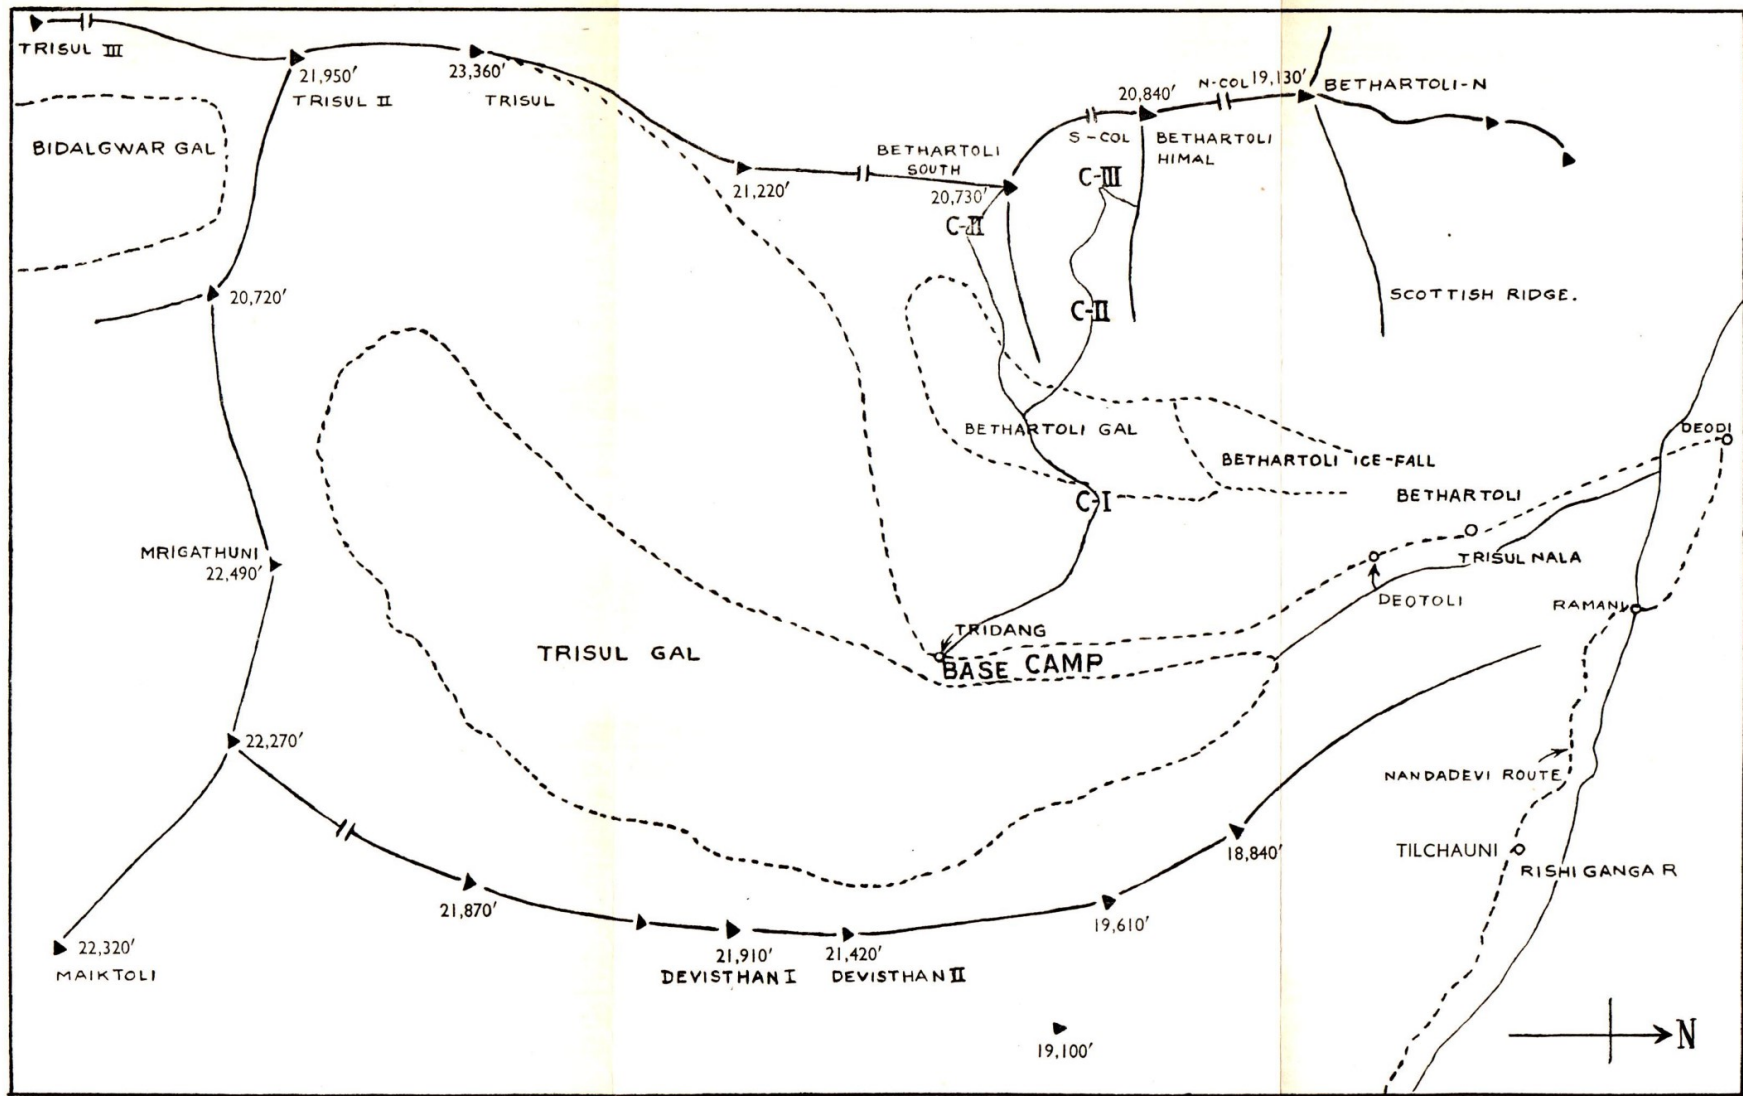 TRISUL III
21,950'
TRISUL II
23,360'
TRISUL
BIDALGWAR GAL
21,220'
BETHARTOLI
SOUTH
20,730'
S-COL
20,840'
BETHARTOLI
HIMAL
N-COL 19,130'
BETHARTOLI-N
C-III
C-II
C-II
20,720'
SCOTTISH RIDGE.
BETHARTOLI GAL
BETHARTOLI ICE-FALL
DEODI
BETHARTOLI
C-I
MRIGATHUNI
22,490'
TRISUL NALA
DEOTOLI
RAMANI
TRISUL GAL
TRIDANG
BASE CAMP
22,270'
NANDADEVI ROUTE
18,840'
TILCHAUNI
RISHI GANGA R
21,870'
19,610'
22,320'
MAIKTOLI
21,910'
DEVISTHAN I
21,420'
DEVISTHAN II
19,100'
N